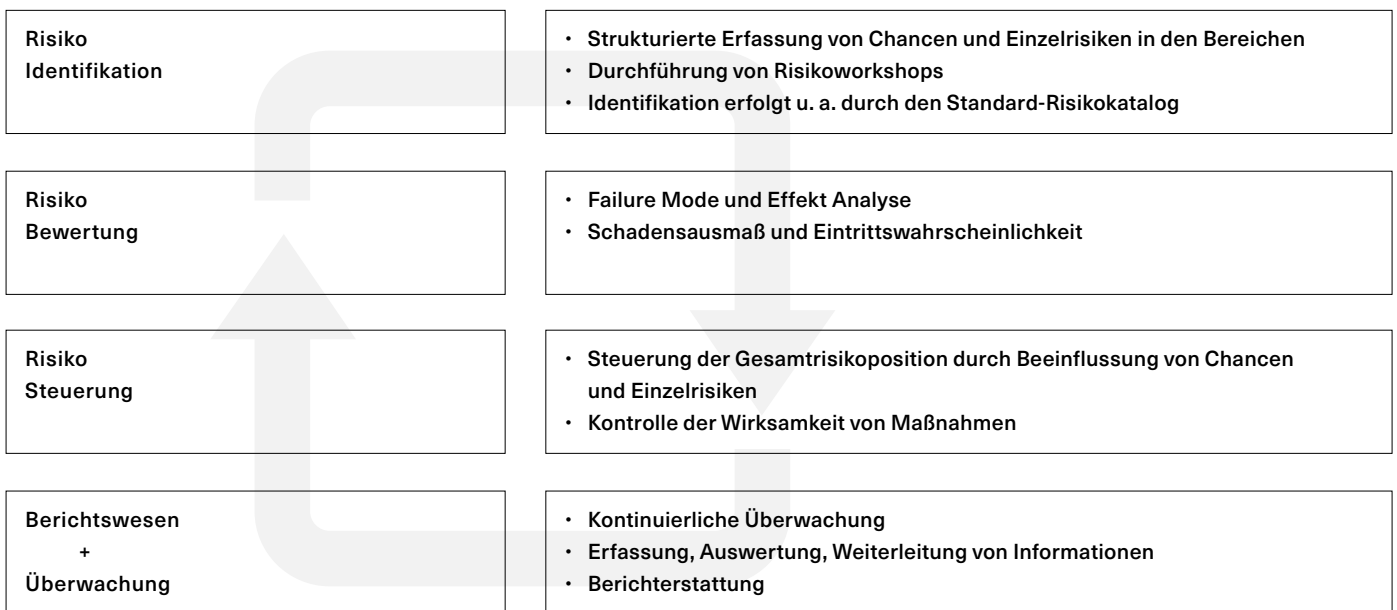 Risiko
Identifikation
• Strukturierte Erfassung von Chancen und Einzelrisiken in den Bereichen
• Durchführung von Risikoworkshops
• Identifikation erfolgt u. a. durch den Standard-Risikokatalog
Risiko
Bewertung
• Failure Mode und Effekt Analyse
• Schadensausmaß und Eintrittswahrscheinlichkeit
Risiko
Steuerung
• Steuerung der Gesamtrisikoposition durch Beeinflussung von Chancen
und Einzelrisiken
• Kontrolle der Wirksamkeit von Maßnahmen
Berichtswesen
+
Überwachung
• Kontinuierliche Überwachung
• Erfassung, Auswertung, Weiterleitung von Informationen
• Berichterstattung